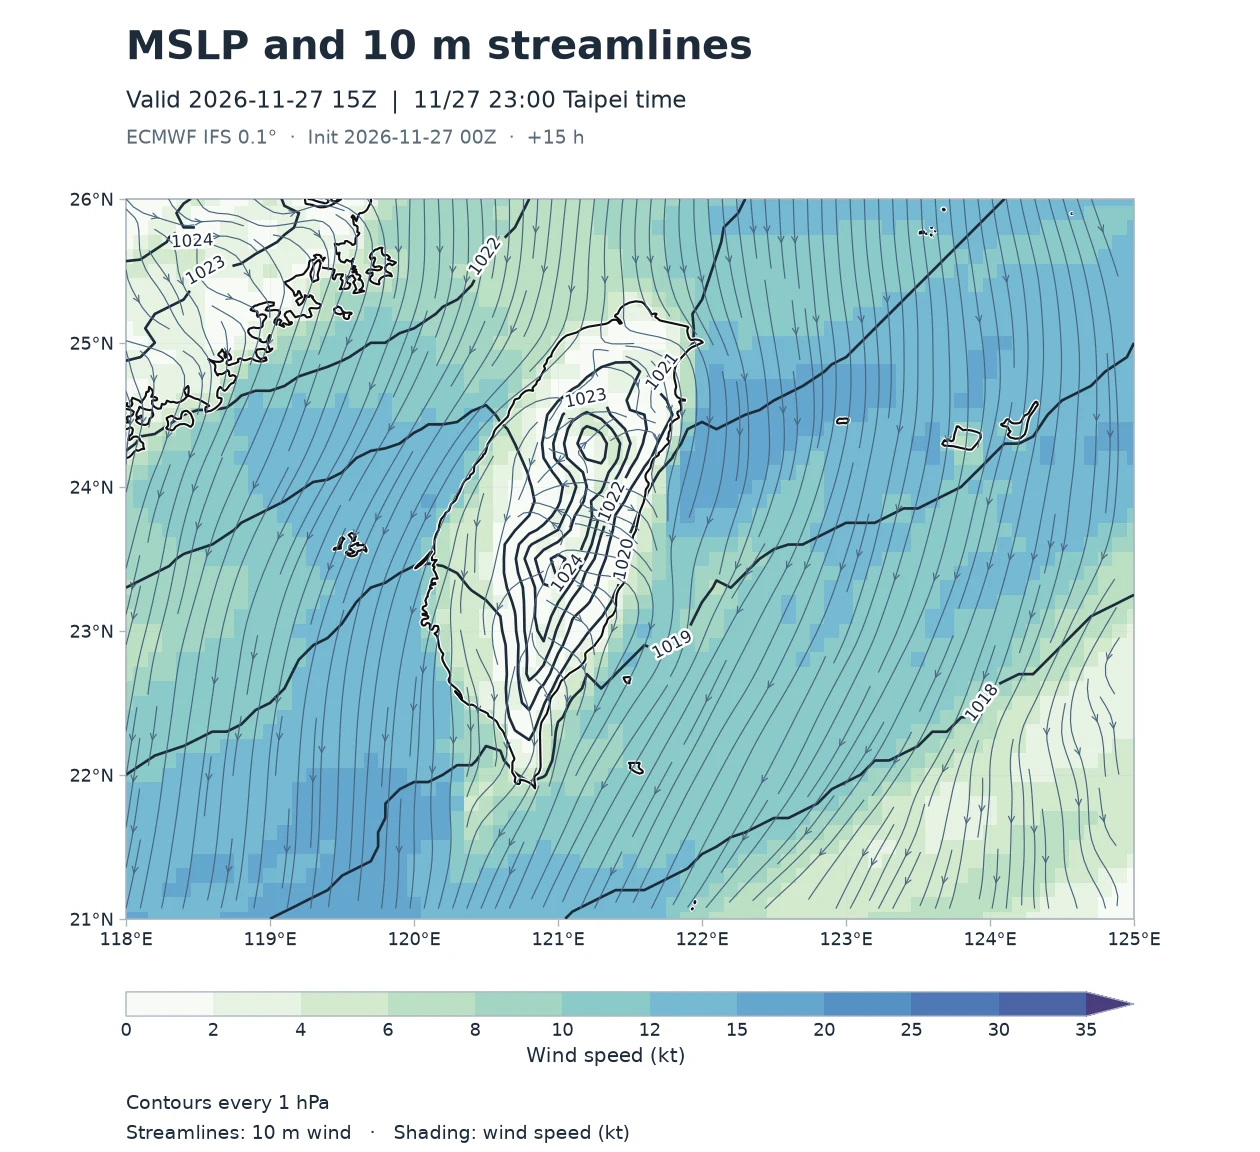 MSLP and 10 m streamlines
Valid 2026-11-27 15Z | 11/27 23:00 Taipei time
ECMWF IFS 0.1° · Init 2026-11-27 00Z · +15 h
26°N
25°N
24°N
23°N
22°N
21°N
1024
1023
1022
1021
1023
1022
1020
1024
1019
1018
118°E 119°E 120°E 121°E 122°E 123°E 124°E 125°E
0 2 4 6 8 10 12 15 20 25 30 35
Wind speed (kt)
Contours every 1 hPa
Streamlines: 10 m wind · Shading: wind speed (kt)